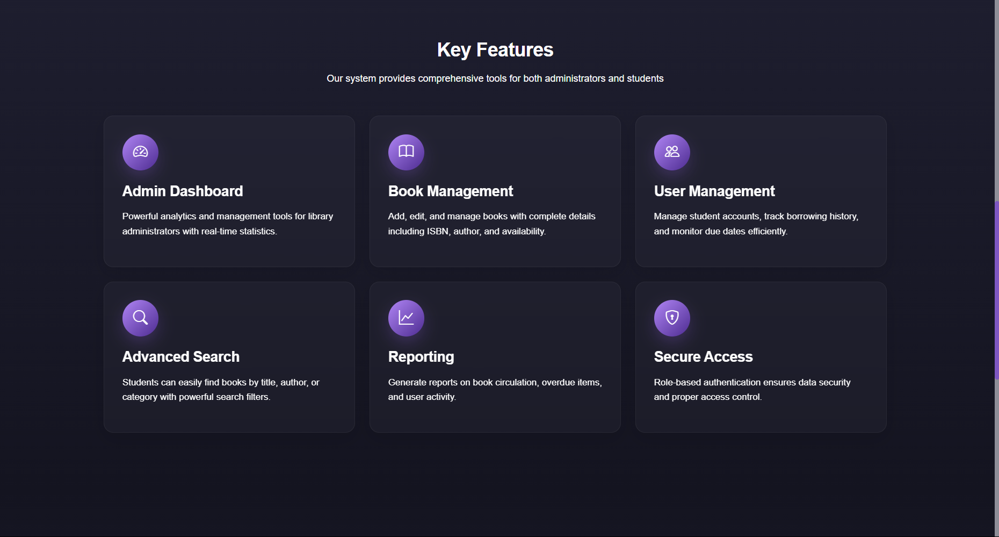 Key Features
Our system provides comprehensive tools for both administrators and students
Admin Dashboard
Powerful analytics and management tools for library
administrators with real-time statistics.
Book Management
Add, edit, and manage books with complete details
including ISBN, author, and availability.
User Management
Manage student accounts, track borrowing history,
and monitor due dates efficiently.
Advanced Search
Students can easily find books by title, author, or
category with powerful search filters.
Reporting
Generate reports on book circulation, overdue items,
and user activity.
Secure Access
Role-based authentication ensures data security
and proper access control.